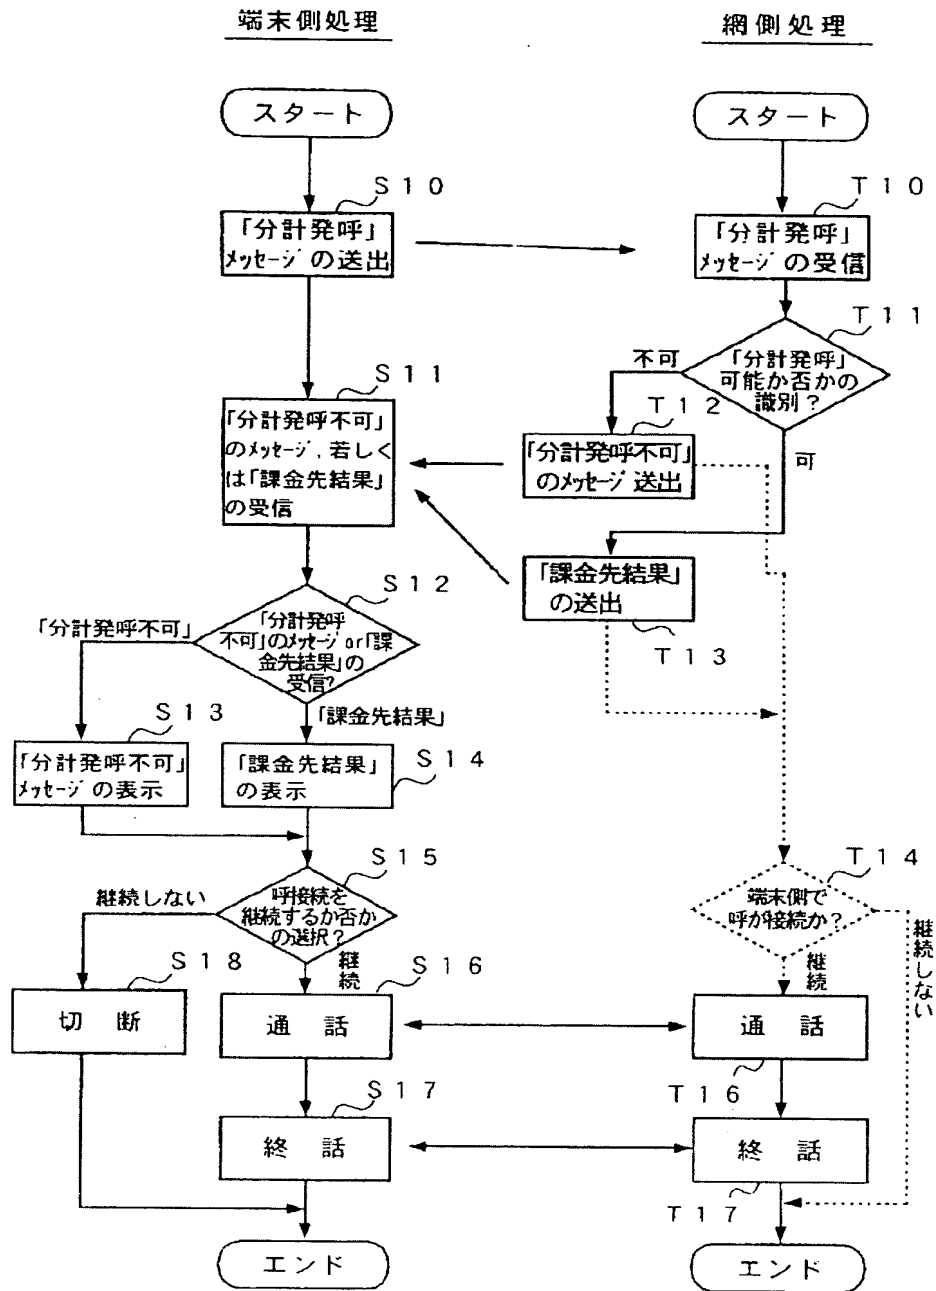 端末側処理
スタート
S10
「分計発呼」
メッセージの送出
S11
「分計発呼不可」
のメッセージ, 若しく
は「課金先結果」
の受信
S12
「分計発呼
不可」のメッセージor「課
金先結果」の
受信?
「分計発呼不可」
「課金先結果」
S13
「分計発呼不可」
メッセージの表示
S14
「課金先結果」
の表示
S15
呼接続を
継続するか否か
の選択?
継続しない
継続
S18
切断
S16
通話
S17
終話
エンド
網側処理
スタート
T10
「分計発呼」
メッセージの受信
T11
「分計発呼」
可能か否かの
識別?
不可
可
T12
「分計発呼不可」
のメッセージ送出
「課金先結果」
の送出
T13
T14
端末側で
呼が接続か?
継続
継続しない
通話
T16
終話
T17
エンド